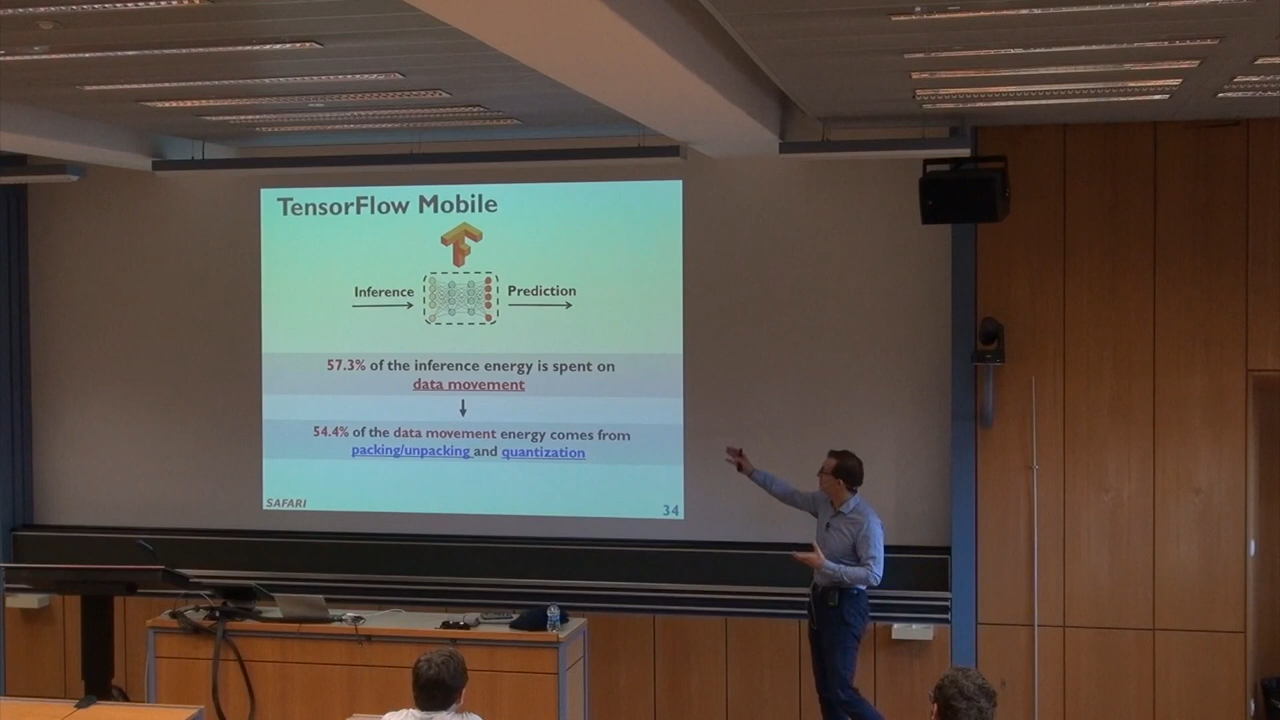 TensorFlow Mobile
Inference
Prediction
57.3% of the inference energy is spent on
data movement
54.4% of the data movement energy comes from
packing/unpacking and quantization
SAFARI
34